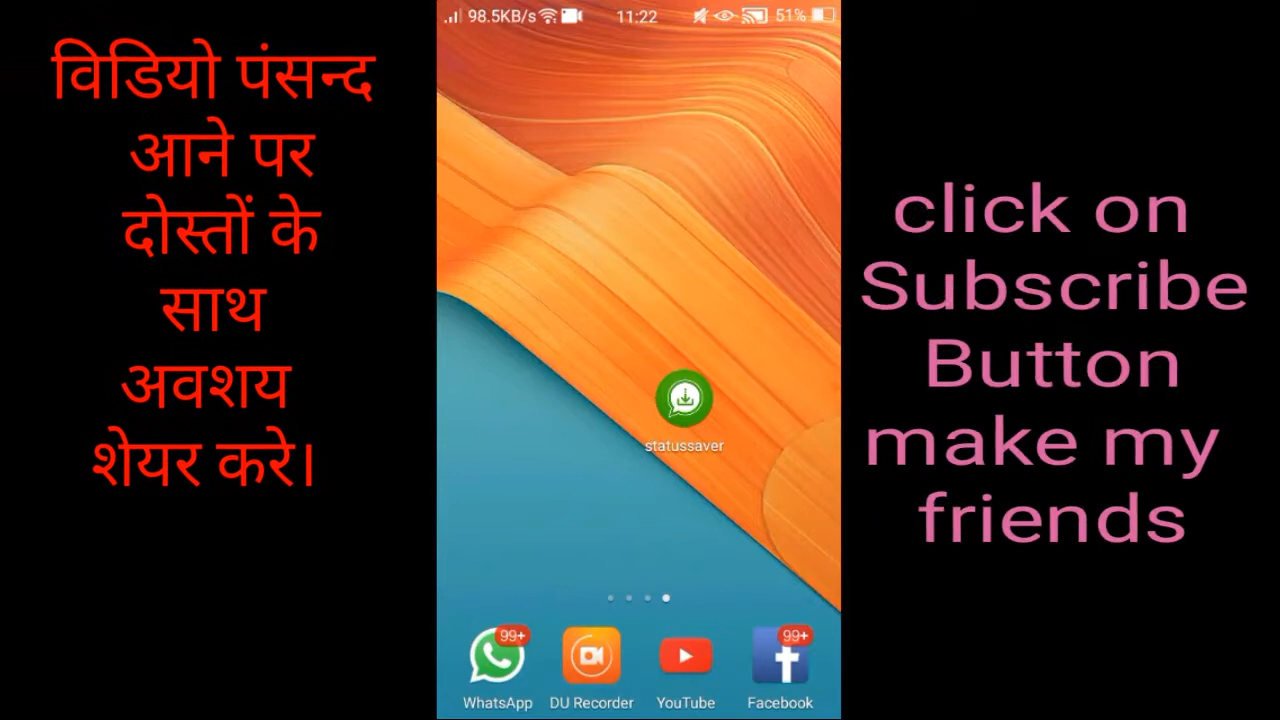 विडियो पंसन्द
आने पर
दोस्तों के
साथ
अवशय
शेयर करे।
98.5KB/s 11:22 51%
statussaver
99+ 99+
WhatsApp DU Recorder YouTube Facebook
click on
Subscribe
Button
make my
friends